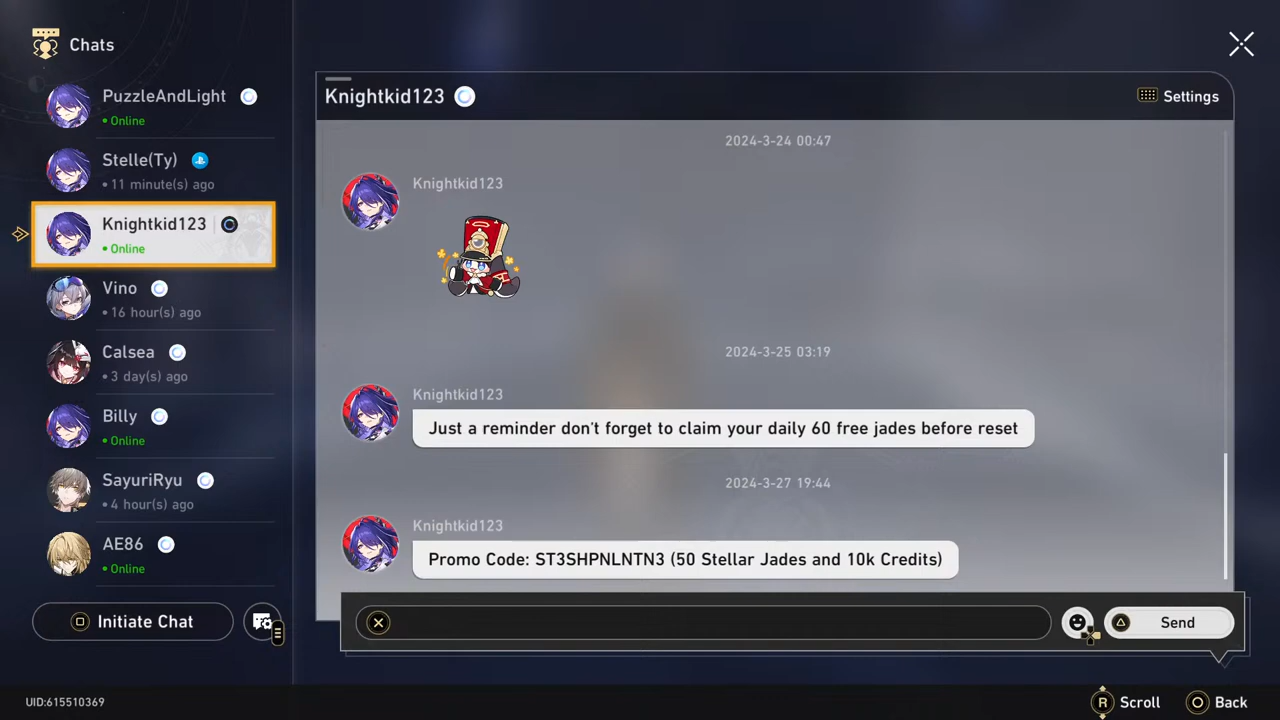 Chats
PuzzleAndLight
• Online
Stelle(Ty)
• 11 minute(s) ago
Knightkid123
• Online
Vino
• 16 hour(s) ago
Calsea
• 3 day(s) ago
Billy
• Online
SayuriRyu
• 4 hour(s) ago
AE86
• Online
Initiate Chat
Knightkid123
Settings
2024-3-24 00:47
Knightkid123
2024-3-25 03:19
Knightkid123
Just a reminder don't forget to claim your daily 60 free jades before reset
2024-3-27 19:44
Knightkid123
Promo Code: ST3SHPNLNTN3 (50 Stellar Jades and 10k Credits)
Send
UID:615510369
R Scroll
Back